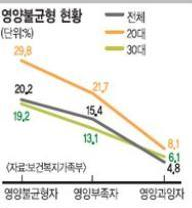 영양불균형 현황
(단위%)
전체
20대
30대
29.8
20.2
19.2
21.7
15.4
13.1
8.1
6.1
4.8
<자료:보건복지가족부>
영양불균형자 영양부족자 영양과잉자